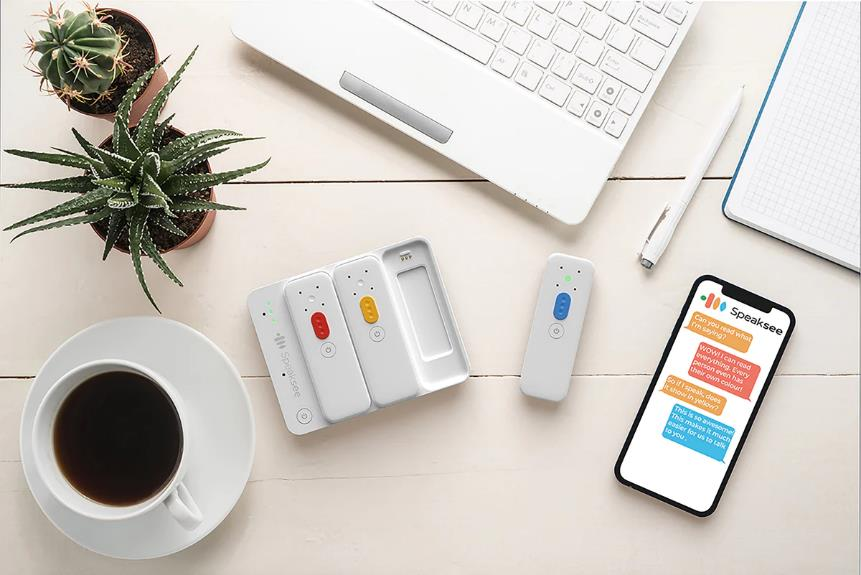 Speaksee
Speaksee
Can you read what
I'm saying?
WOW! I can read
everything. Every
person even has
their own colour!
So if I speak, does
it show in yellow?
This is so awesome!
This makes it much
easier for us to talk
to you .